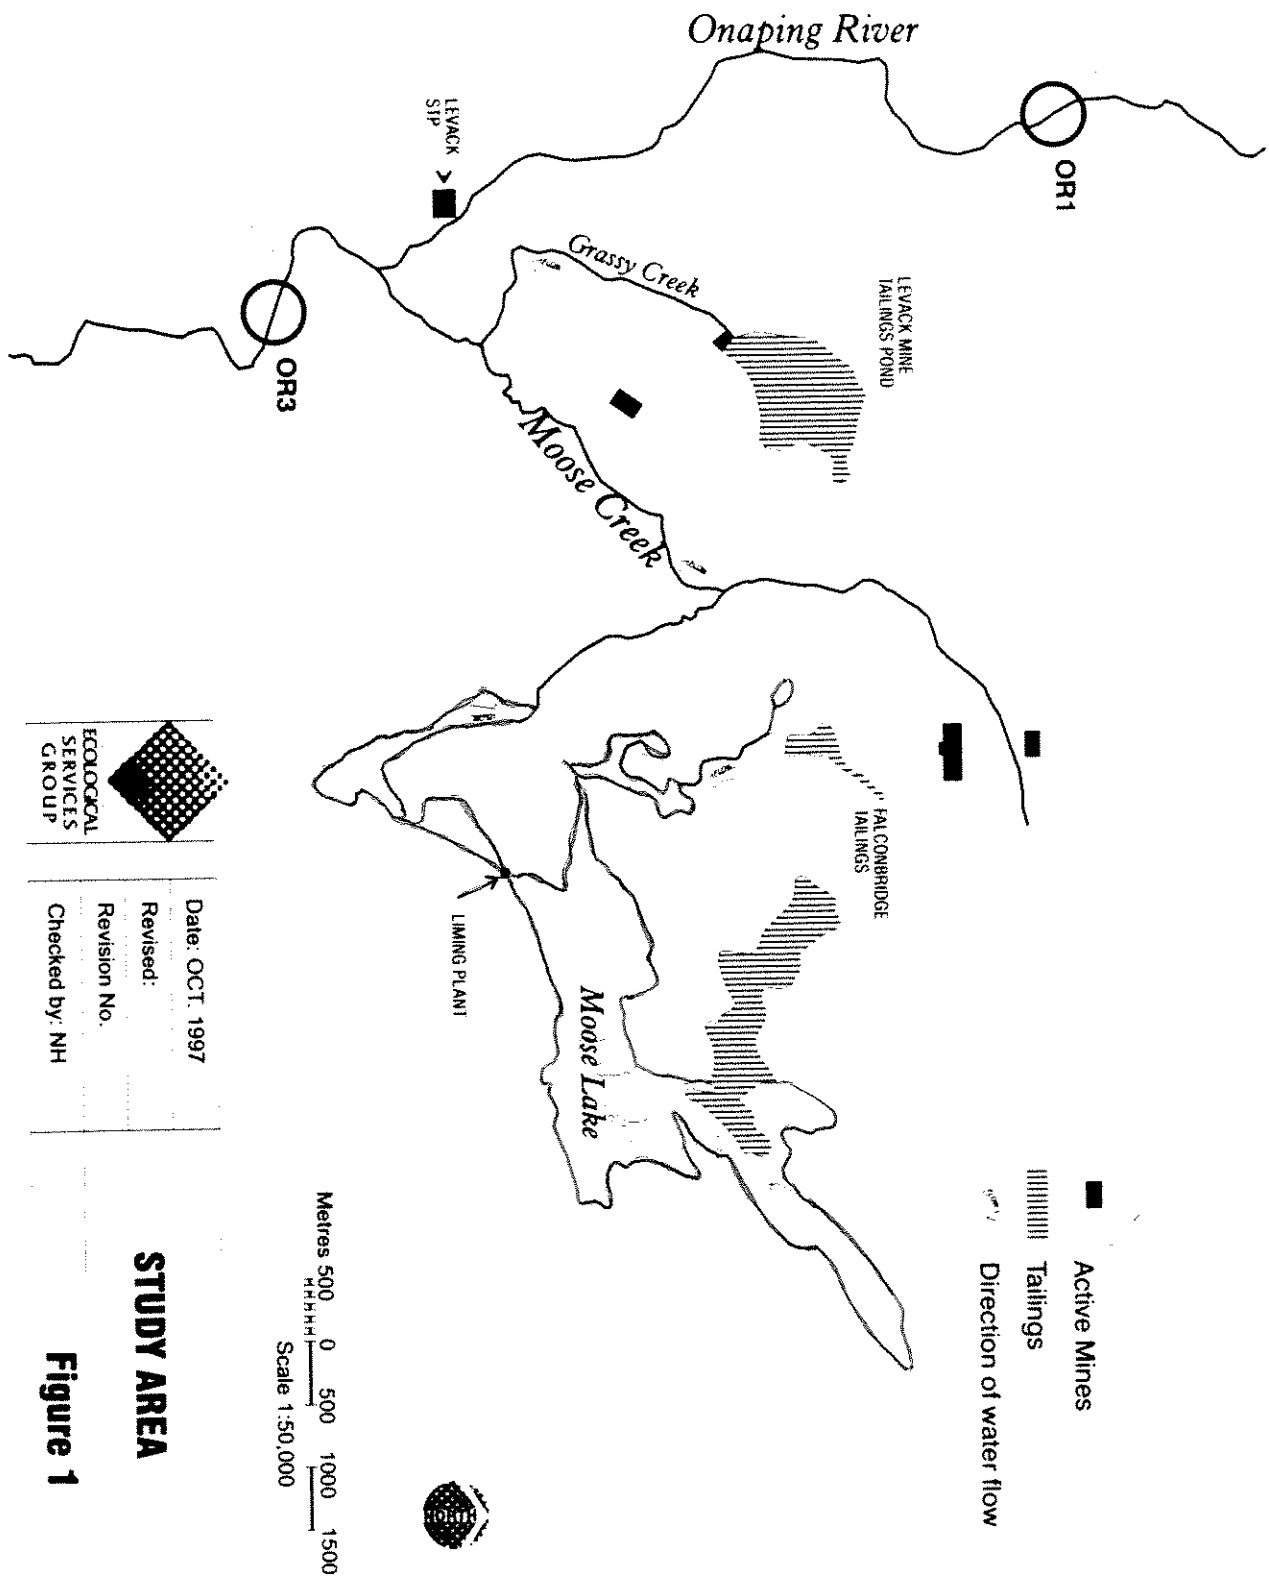 Onaping River
OR1
LEVACK
STP
Grassy Creek
LEVACK MINE
TAILINGS POND
OR3
Moose Creek
FALCONBRIDGE
TAILINGS
LIMING PLANT
Moose Lake
Active Mines
Tailings
Direction of water flow
Metres 500 0 500 1000 1500
Scale 1:50,000
NORTH
ECOLOGICAL
SERVICES
GROUP
Date: OCT. 1997
Revised:
Revision No.
Checked by: NH
STUDY AREA
Figure 1